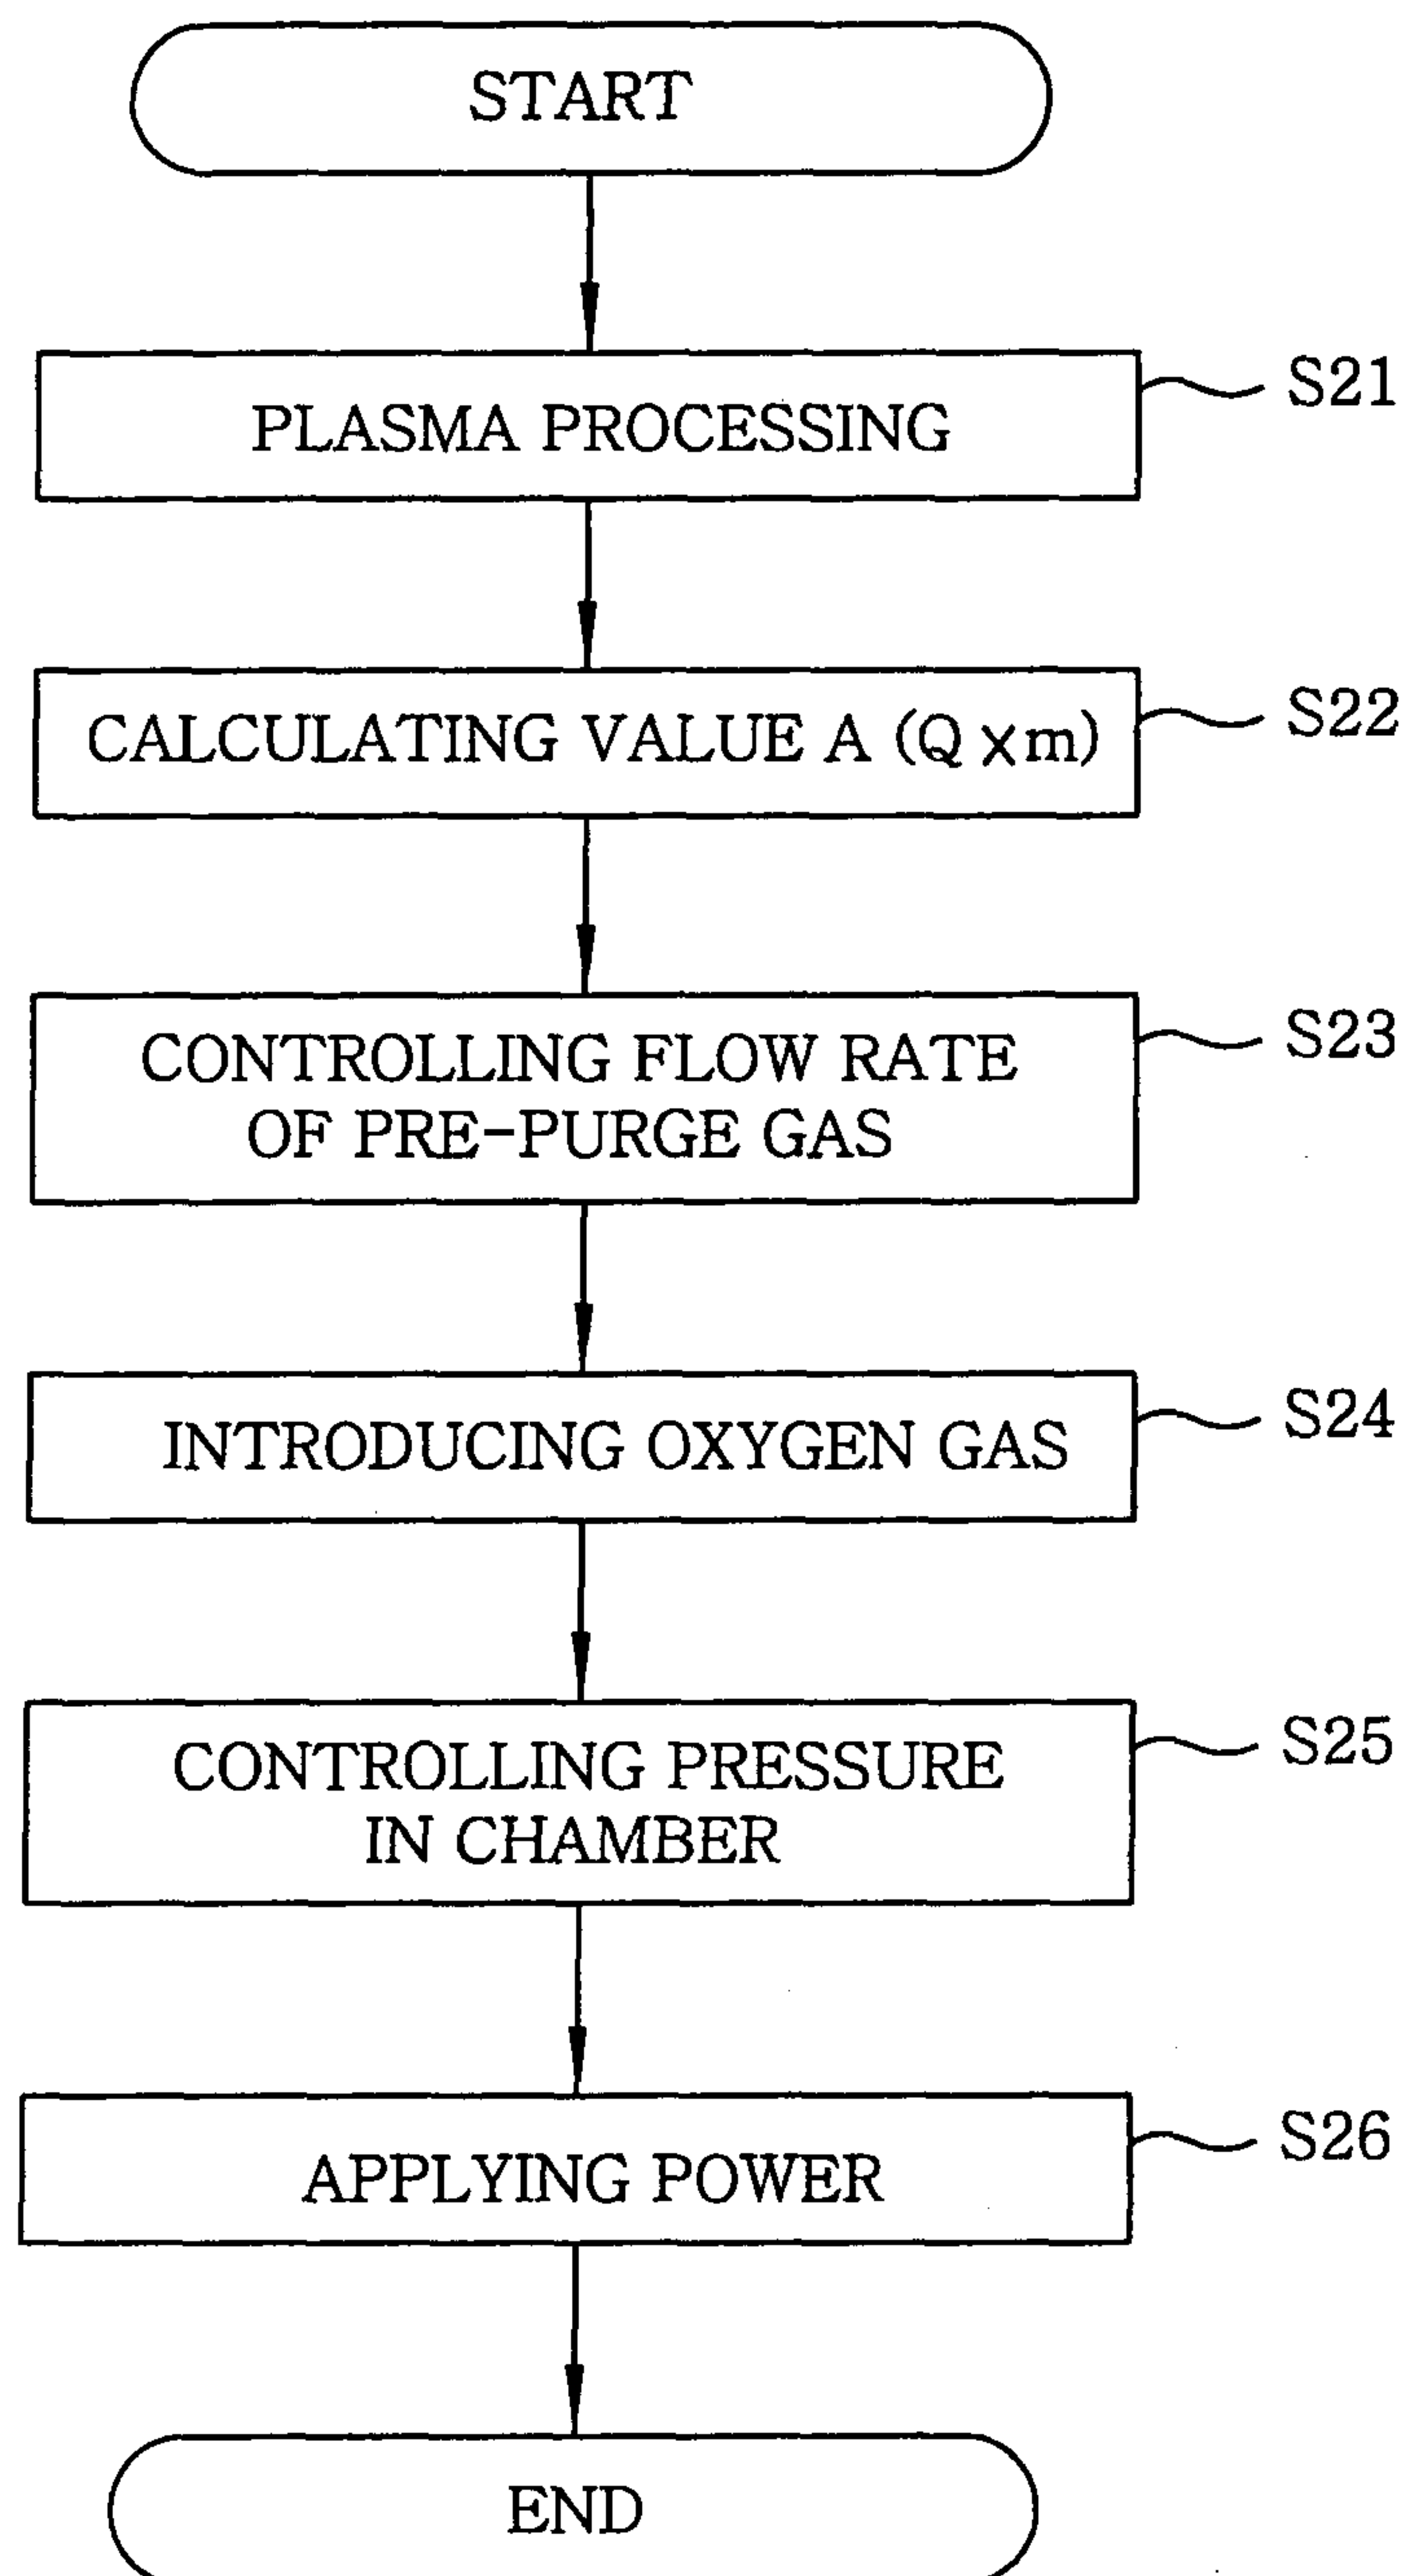 START
PLASMA PROCESSING
S21
CALCULATING VALUE A (Q×m)
S22
CONTROLLING FLOW RATE
OF PRE-PURGE GAS
S23
INTRODUCING OXYGEN GAS
S24
CONTROLLING PRESSURE
IN CHAMBER
S25
APPLYING POWER
S26
END